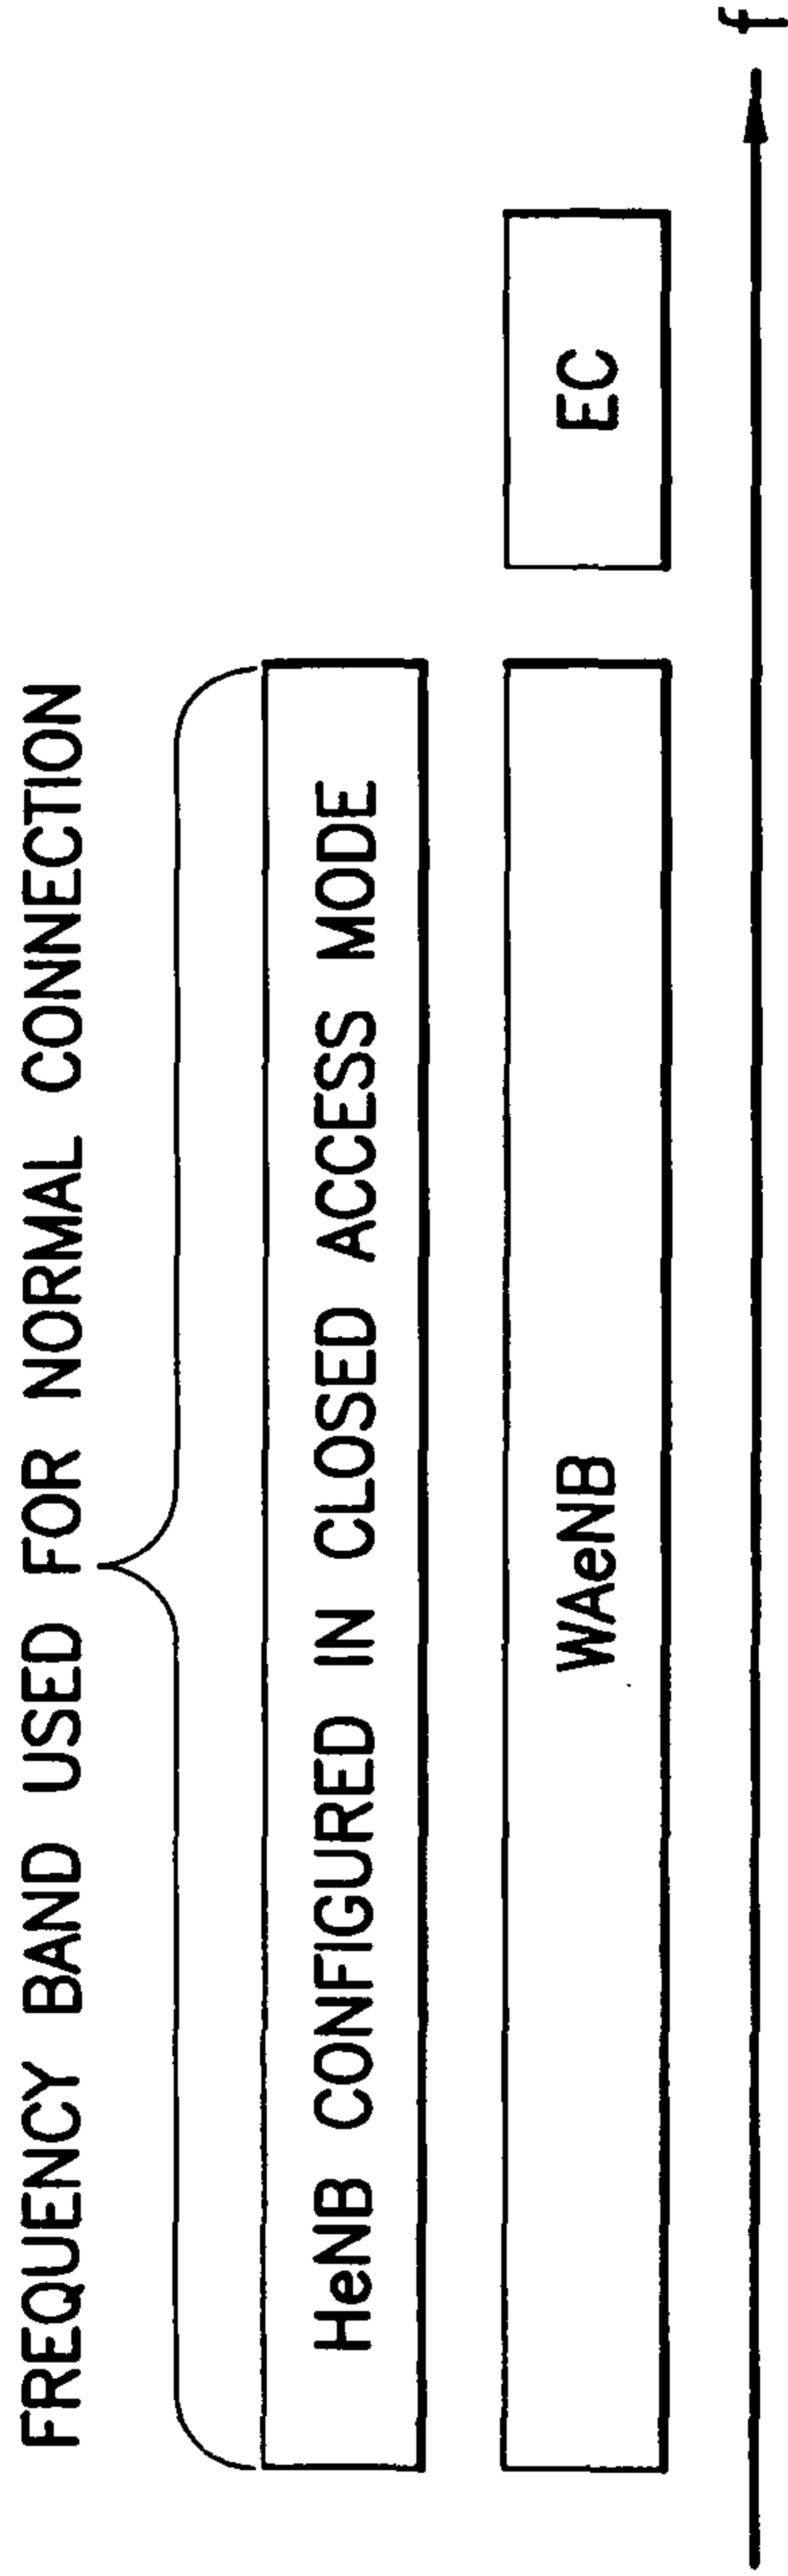 FREQUENCY BAND USED FOR NORMAL CONNECTION
HeNB CONFIGURED IN CLOSED ACCESS MODE
WAeNB
EC
f